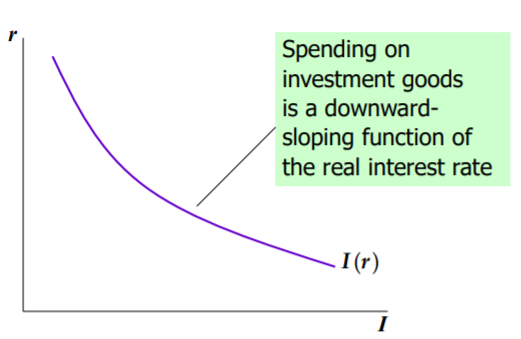 r
Spending on
investment goods
is a downward-
sloping function of
the real interest rate
I(r)
I